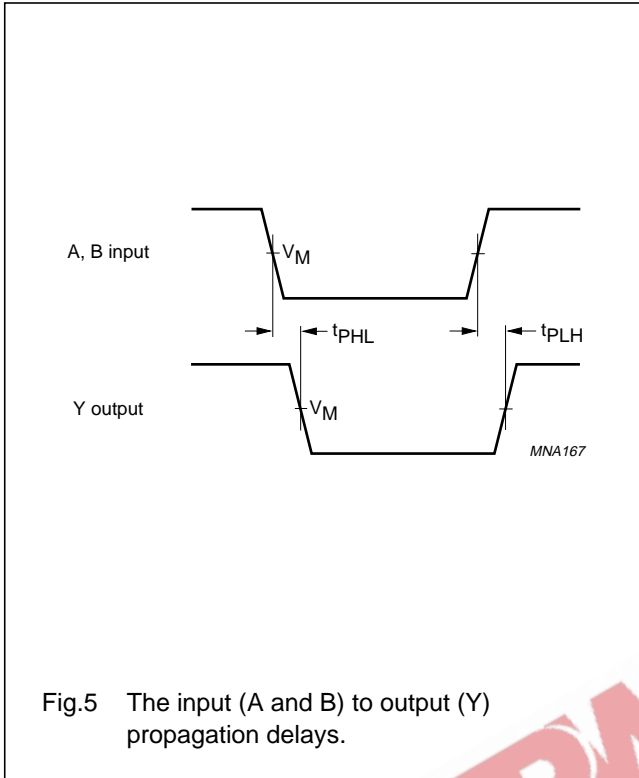 A, B input
VM
tPHL
tPLH
Y output
VM
MNA167
Fig.5 The input (A and B) to output (Y)
propagation delays.